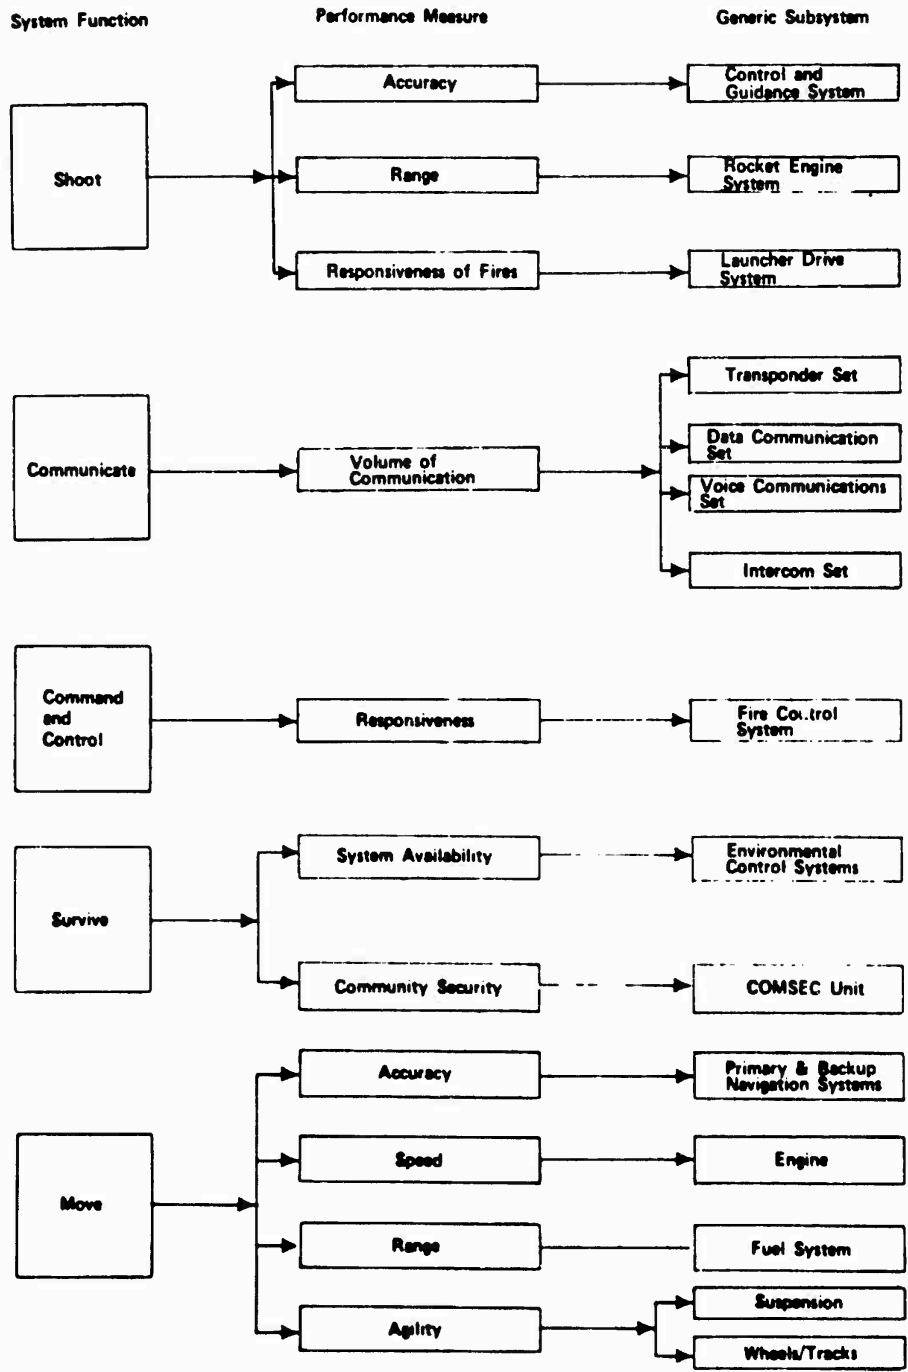 System Function
Performance Measure
Generic Subsystem
Shoot
Accuracy
Control and
Guidance System
Range
Rocket Engine
System
Responsiveness of Fires
Launcher Drive
System
Communicate
Volume of
Communication
Transponder Set
Data Communication
Set
Voice Communications
Set
Intercom Set
Command
and
Control
Responsiveness
Fire Control
System
Survive
System Availability
Environmental
Control Systems
Community Security
COMSEC Unit
Move
Accuracy
Primary & Backup
Navigation Systems
Speed
Engine
Range
Fuel System
Agility
Suspension
Wheels/Tracks